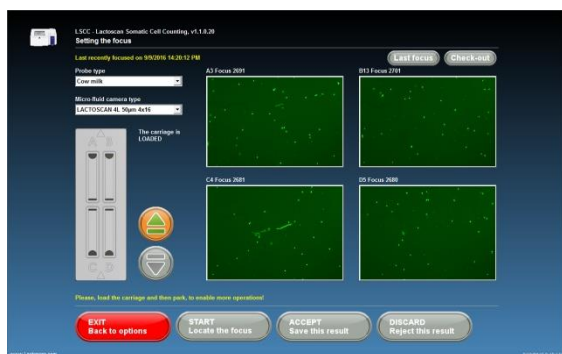 LSCC - Lactoscan Somatic Cell Counting, v1.1.0.20
Setting the focus
Last recently focused on 9/9/2016 14:20:12 PM
Last focus
Check-out
Probe type
Cow milk
A3 Focus 2691
B13 Focus 2701
Micro-fluid camera type
LACTOSCAN 4L 50µm 4x16
The carriage is
LOADED
A B
C4 Focus 2681
D5 Focus 2688
C D
Please, load the carriage and then park, to enable more operations!
EXIT
Back to options
START
Locate the focus
ACCEPT
Save this result
DISCARD
Reject this result